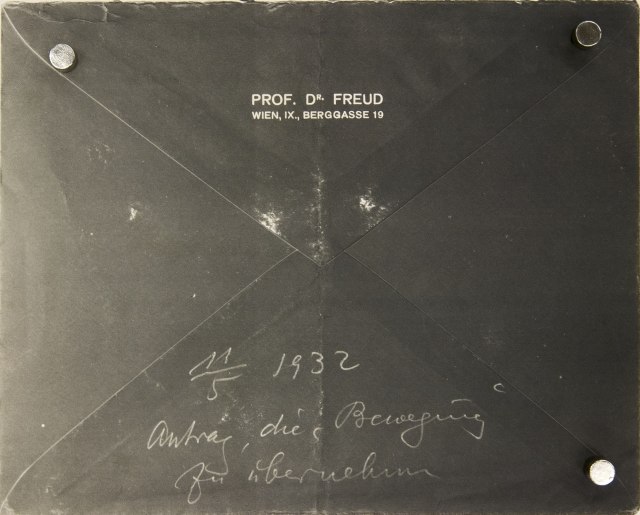 PROF. DR. FREUD
WIEN, IX., BERGGASSE 19
11/5 1932
Antrag, die „Bewegung“
zu übernehmen